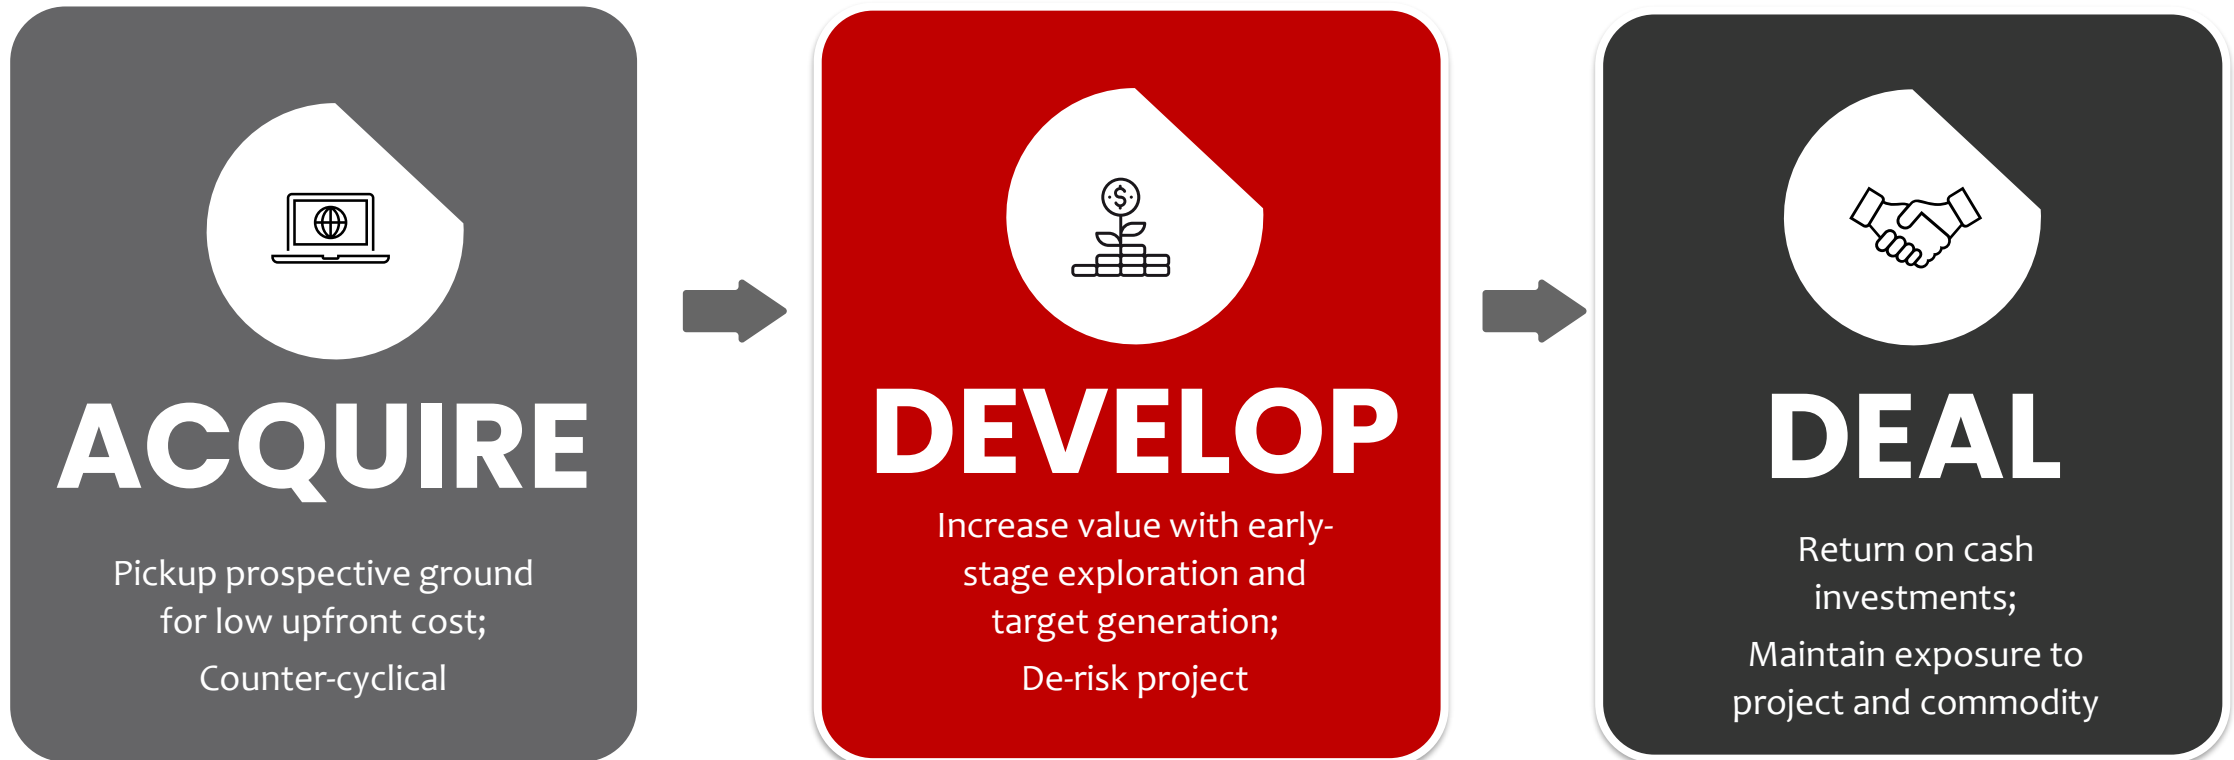 ACQUIRE
Pickup prospective ground
for low upfront cost;
Counter-cyclical
$
DEVELOP
Increase value with early-
stage exploration and
target generation;
De-risk project
DEAL
Return on cash
investments;
Maintain exposure to
project and commodity